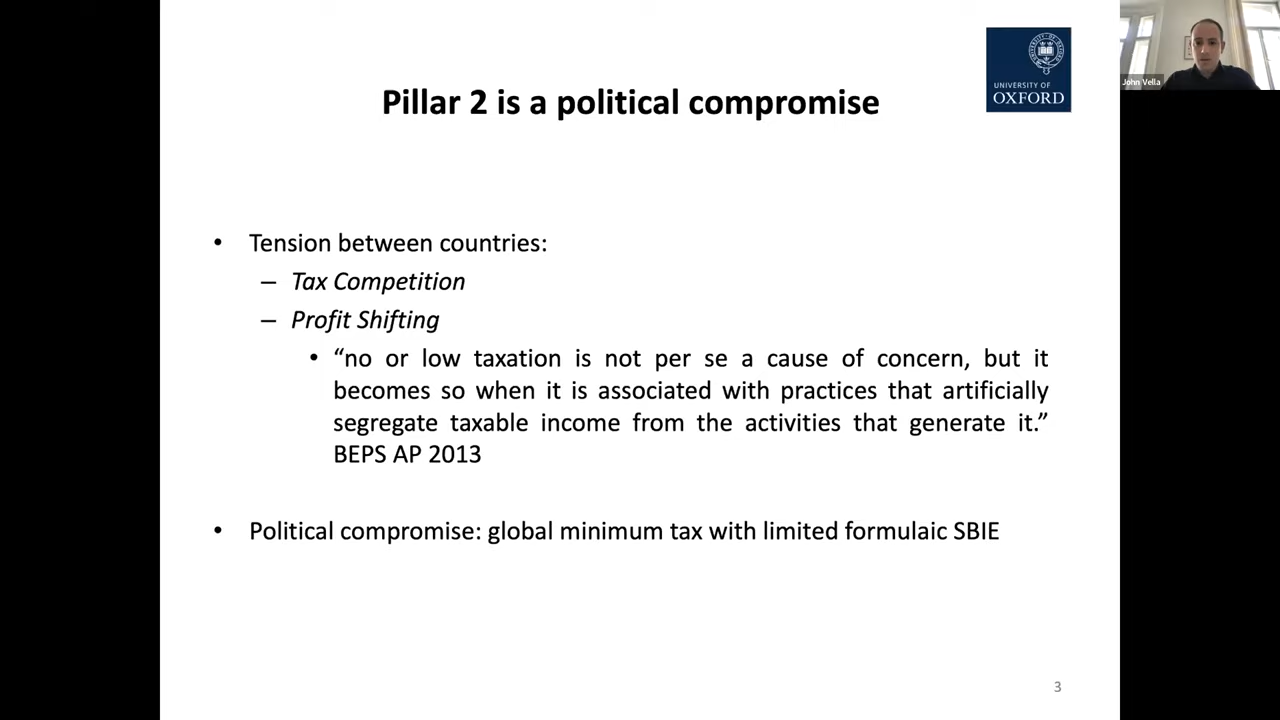 UNIVERSITY OF
OXFORD
John Vella
Pillar 2 is a political compromise
• Tension between countries:
– Tax Competition
– Profit Shifting
• “no or low taxation is not per se a cause of concern, but it
becomes so when it is associated with practices that artificially
segregate taxable income from the activities that generate it.”
BEPS AP 2013
• Political compromise: global minimum tax with limited formulaic SBIE
3